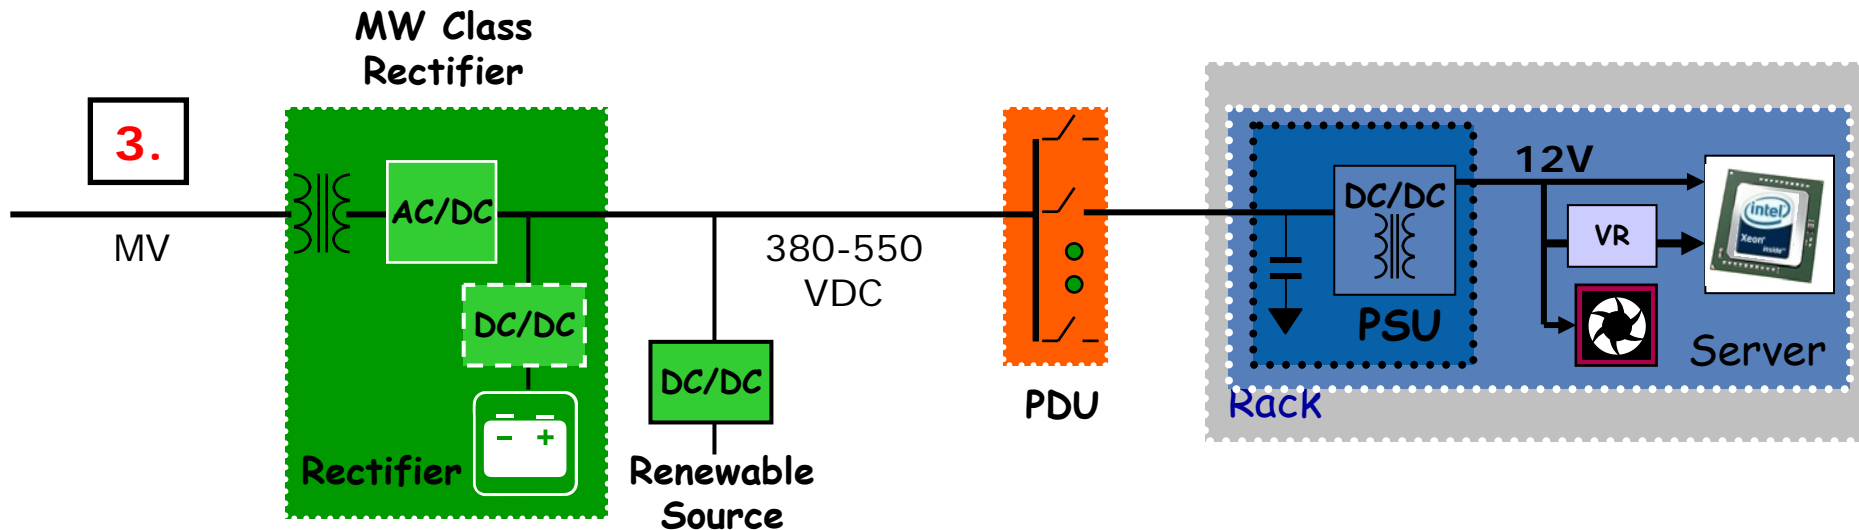 MW Class
Rectifier
3.
MV
AC/DC
DC/DC
Rectifier
380-550
VDC
DC/DC
Renewable
Source
PDU
DC/DC
PSU
12V
VR
intel
Xeon
inside™
Server
Rack